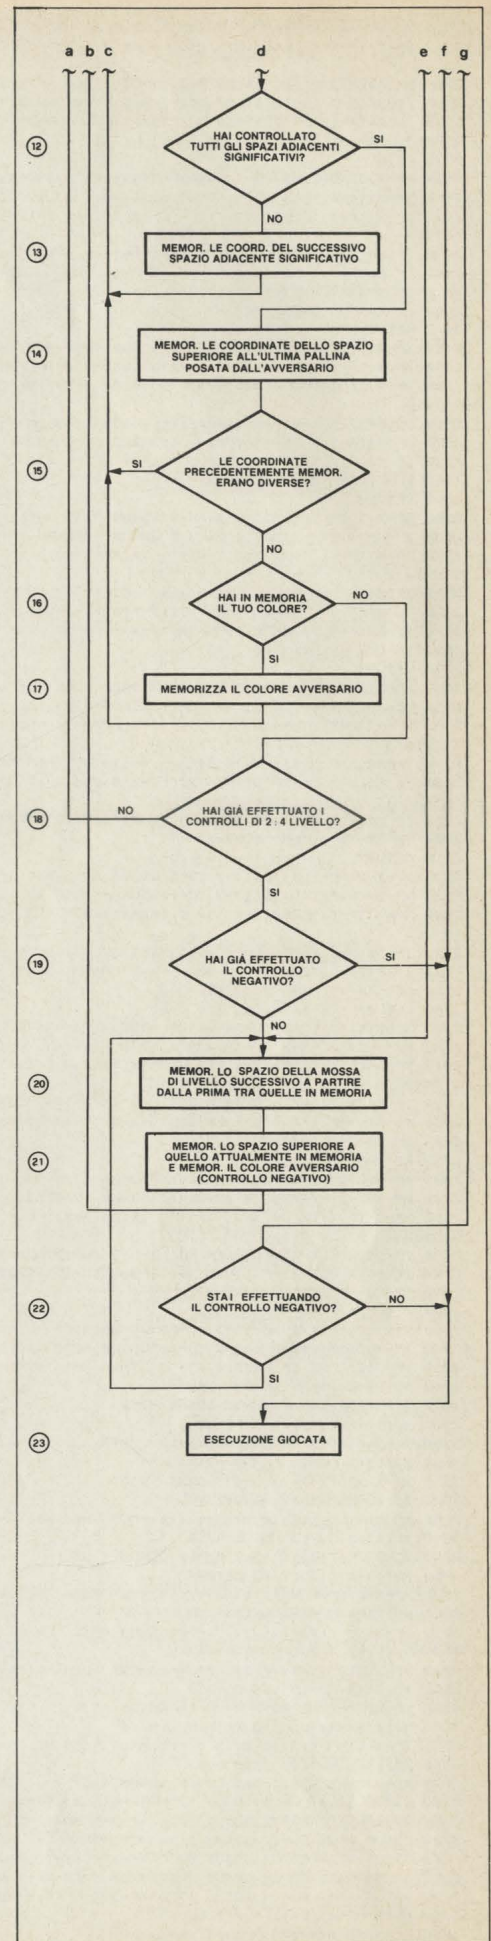 a b c d e f g
12
HAI CONTROLLATO
TUTTI GLI SPAZI ADIACENTI
SIGNIFICATIVI?
SI
NO
13
MEMOR. LE COORD. DEL SUCCESSIVO
SPAZIO ADIACENTE SIGNIFICATIVO
14
MEMOR. LE COORDINATE DELLO SPAZIO
SUPERIORE ALL'ULTIMA PALLINA
POSATA DALL'AVVERSARIO
15
LE COORDINATE
PRECEDENTEMENTE MEMOR.
ERANO DIVERSE?
SI
NO
16
HAI IN MEMORIA
IL TUO COLORE?
NO
SI
17
MEMORIZZA IL COLORE AVVERSARIO
18
HAI GIÀ EFFETTUATO I
CONTROLLI DI 2 : 4 LIVELLO?
NO
SI
19
HAI GIÀ EFFETTUATO
IL CONTROLLO
NEGATIVO?
SI
NO
20
MEMOR. LO SPAZIO DELLA MOSSA
DI LIVELLO SUCCESSIVO A PARTIRE
DALLA PRIMA TRA QUELLE IN MEMORIA
21
MEMOR. LO SPAZIO SUPERIORE A
QUELLO ATTUALMENTE IN MEMORIA
E MEMOR. IL COLORE AVVERSARIO
(CONTROLLO NEGATIVO)
22
STAI EFFETTUANDO
IL CONTROLLO NEGATIVO?
NO
SI
23
ESECUZIONE GIOCATA